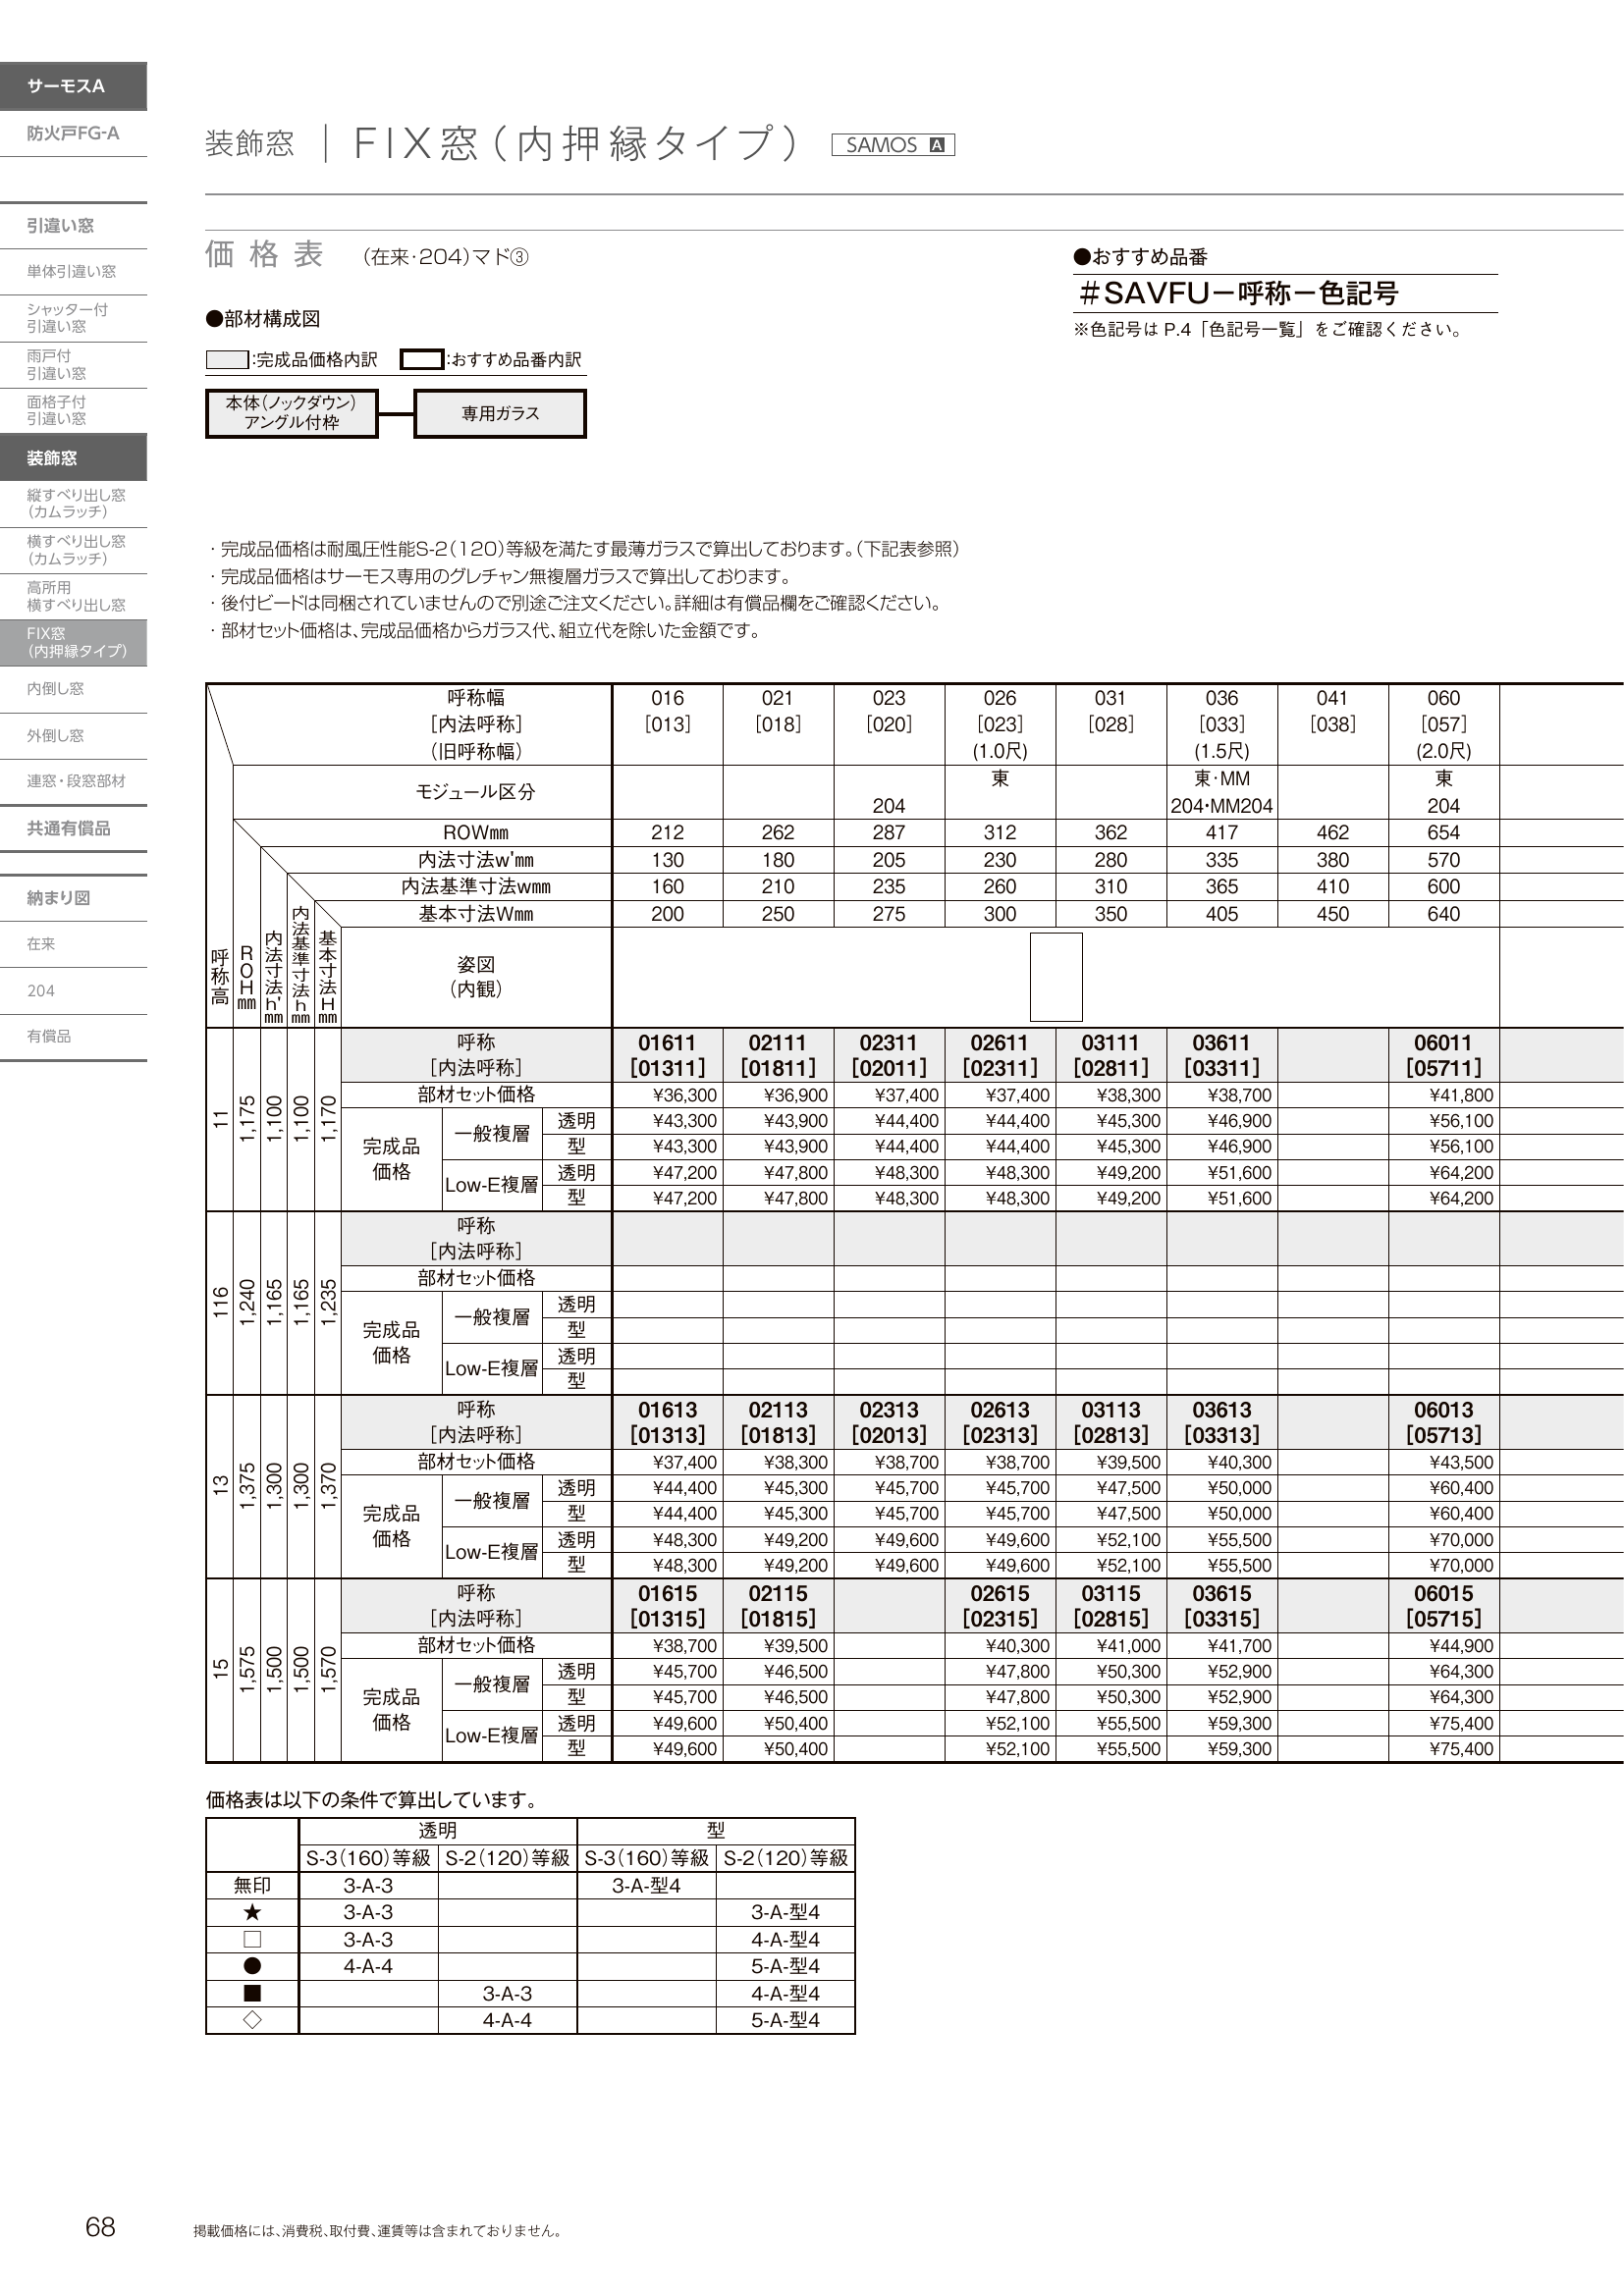 サーモスA
防火戸FG-A
引違い窓
単体引違い窓
シャッター付
引違い窓
雨戸付
引違い窓
面格子付
引違い窓
装飾窓
縦すべり出し窓
（カムラッチ）
横すべり出し窓
（カムラッチ）
高所用
横すべり出し窓
FIX窓
（内押縁タイプ）
内倒し窓
外倒し窓
連窓・段窓部材
共通有償品
納まり図
在来
204
有償品
装飾窓｜FIX窓（内押縁タイプ） SAMOS A
価格表 （在来・204）マド③
●おすすめ品番
＃SAVFU－呼称－色記号
※色記号は P.4「色記号一覧」をご確認ください。
●部材構成図
:完成品価格内訳 :おすすめ品番内訳
本体（ノックダウン）
アングル付枠
専用ガラス
・完成品価格は耐風圧性能S-2（120）等級を満たす最薄ガラスで算出しております。（下記表参照）
・完成品価格はサーモス専用のグレチャン無複層ガラスで算出しております。
・後付ビードは同梱されていませんので別途ご注文ください。詳細は有償品欄をご確認ください。
・部材セット価格は、完成品価格からガラス代、組立代を除いた金額です。
呼称幅 016 021 023 026 031 036 041 060
［内法呼称］ ［013］ ［018］ ［020］ ［023］ ［028］ ［033］ ［038］ ［057］
（旧呼称幅） (1.0尺) (1.5尺) (2.0尺)
モジュール区分 東 東・MM 東
204 204・MM204 204
ROW㎜ 212 262 287 312 362 417 462 654
内法寸法w'㎜ 130 180 205 230 280 335 380 570
内法基準寸法w㎜ 160 210 235 260 310 365 410 600
基本寸法W㎜ 200 250 275 300 350 405 450 640
呼称高 ROH㎜ 内法寸法h'㎜ 内法基準寸法h㎜ 基本寸法H㎜
姿図
（内観）
11 1,175 1,100 1,100 1,170
呼称 01611 02111 02311 02611 03111 03611 06011
［内法呼称］ ［01311］ ［01811］ ［02011］ ［02311］ ［02811］ ［03311］ ［05711］
部材セット価格 ¥36,300 ¥36,900 ¥37,400 ¥37,400 ¥38,300 ¥38,700 ¥41,800
完成品価格 一般複層 透明 ¥43,300 ¥43,900 ¥44,400 ¥44,400 ¥45,300 ¥46,900 ¥56,100
型 ¥43,300 ¥43,900 ¥44,400 ¥44,400 ¥45,300 ¥46,900 ¥56,100
Low-E複層 透明 ¥47,200 ¥47,800 ¥48,300 ¥48,300 ¥49,200 ¥51,600 ¥64,200
型 ¥47,200 ¥47,800 ¥48,300 ¥48,300 ¥49,200 ¥51,600 ¥64,200
116 1,240 1,165 1,165 1,235
呼称
［内法呼称］
部材セット価格
完成品価格 一般複層 透明
型
Low-E複層 透明
型
13 1,375 1,300 1,300 1,370
呼称 01613 02113 02313 02613 03113 03613 06013
［内法呼称］ ［01313］ ［01813］ ［02013］ ［02313］ ［02813］ ［03313］ ［05713］
部材セット価格 ¥37,400 ¥38,300 ¥38,700 ¥38,700 ¥39,500 ¥40,300 ¥43,500
完成品価格 一般複層 透明 ¥44,400 ¥45,300 ¥45,700 ¥45,700 ¥47,500 ¥50,000 ¥60,400
型 ¥44,400 ¥45,300 ¥45,700 ¥45,700 ¥47,500 ¥50,000 ¥60,400
Low-E複層 透明 ¥48,300 ¥49,200 ¥49,600 ¥49,600 ¥52,100 ¥55,500 ¥70,000
型 ¥48,300 ¥49,200 ¥49,600 ¥49,600 ¥52,100 ¥55,500 ¥70,000
15 1,575 1,500 1,500 1,570
呼称 01615 02115 02615 03115 03615 06015
［内法呼称］ ［01315］ ［01815］ ［02315］ ［02815］ ［03315］ ［05715］
部材セット価格 ¥38,700 ¥39,500 ¥40,300 ¥41,000 ¥41,700 ¥44,900
完成品価格 一般複層 透明 ¥45,700 ¥46,500 ¥47,800 ¥50,300 ¥52,900 ¥64,300
型 ¥45,700 ¥46,500 ¥47,800 ¥50,300 ¥52,900 ¥64,300
Low-E複層 透明 ¥49,600 ¥50,400 ¥52,100 ¥55,500 ¥59,300 ¥75,400
型 ¥49,600 ¥50,400 ¥52,100 ¥55,500 ¥59,300 ¥75,400
価格表は以下の条件で算出しています。
透明 型
S-3（160）等級 S-2（120）等級 S-3（160）等級 S-2（120）等級
無印 3-A-3 3-A-型4
★ 3-A-3 3-A-型4
□ 3-A-3 4-A-型4
● 4-A-4 5-A-型4
■ 3-A-3 4-A-型4
◇ 4-A-4 5-A-型4
68
掲載価格には、消費税、取付費、運賃等は含まれておりません。